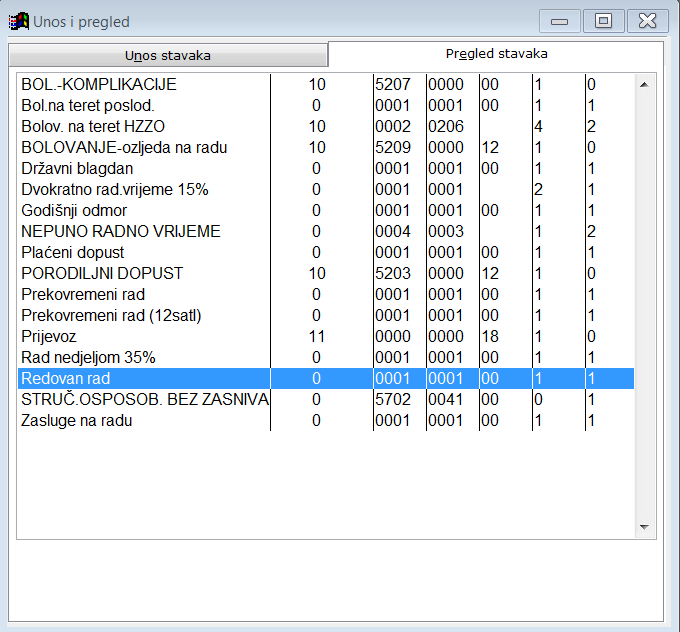 Unos i pregled
Unos stavaka Pregled stavaka
BOL.-KOMPLIKACIJE 10 5207 0000 00 1 0
Bol.na teret poslod. 0 0001 0001 00 1 1
Bolov. na teret HZZO 10 0002 0206 4 2
BOLOVANJE-ozljeda na radu 10 5209 0000 12 1 0
Državni blagdan 0 0001 0001 00 1 1
Dvokratno rad.vrijeme 15% 0 0001 0001 2 1
Godišnji odmor 0 0001 0001 00 1 1
NEPUNO RADNO VRIJEME 0 0004 0003 1 2
Plaćeni dopust 0 0001 0001 00 1 1
PORODILJNI DOPUST 10 5203 0000 12 1 0
Prekovremeni rad 0 0001 0001 00 1 1
Prekovremeni rad (12satl) 0 0001 0001 00 1 1
Prijevoz 11 0000 0000 18 1 0
Rad nedjeljom 35% 0 0001 0001 00 1 1
Redovan rad 0 0001 0001 00 1 1
STRUČ.OSPOSOB. BEZ ZASNIVA 0 5702 0041 00 0 1
Zasluge na radu 0 0001 0001 00 1 1